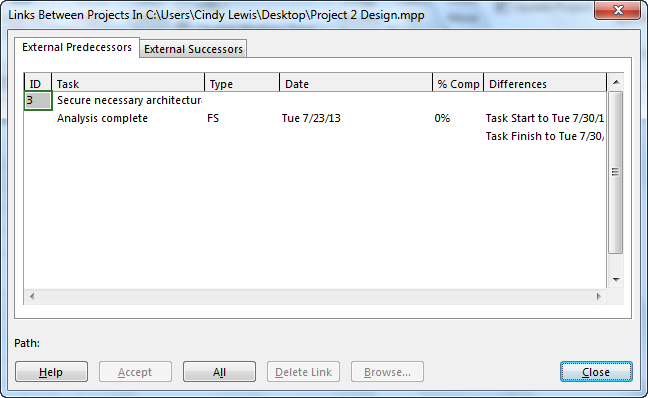 Links Between Projects In C:\Users\Cindy Lewis\Desktop\Project 2 Design.mpp
External Predecessors External Successors
ID Task Type Date % Comp Differences
3 Secure necessary architectur
Analysis complete FS Tue 7/23/13 0% Task Start to Tue 7/30/1
Task Finish to Tue 7/30/
Path:
Help Accept All Delete Link Browse... Close